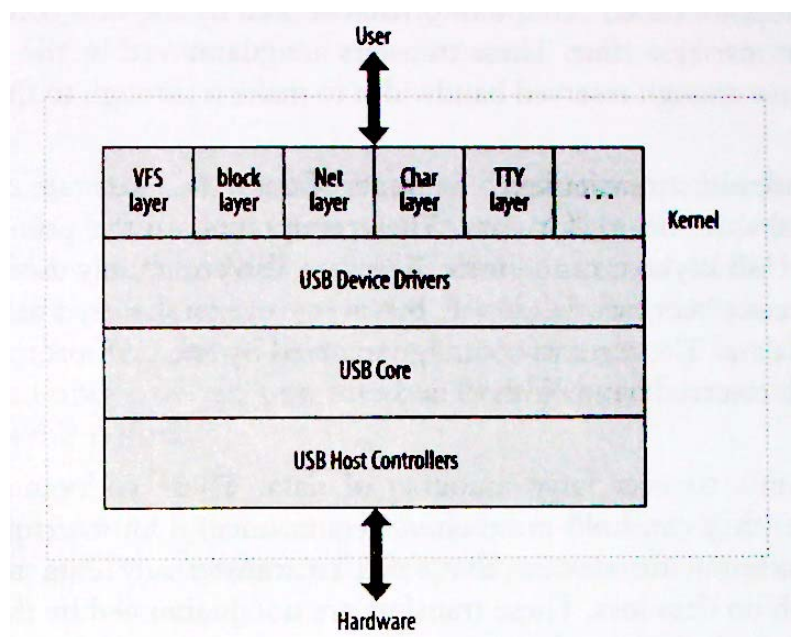 User
VFS
layer
block
layer
Net
layer
Char
layer
TTY
layer
...
Kernel
USB Device Drivers
USB Core
USB Host Controllers
Hardware